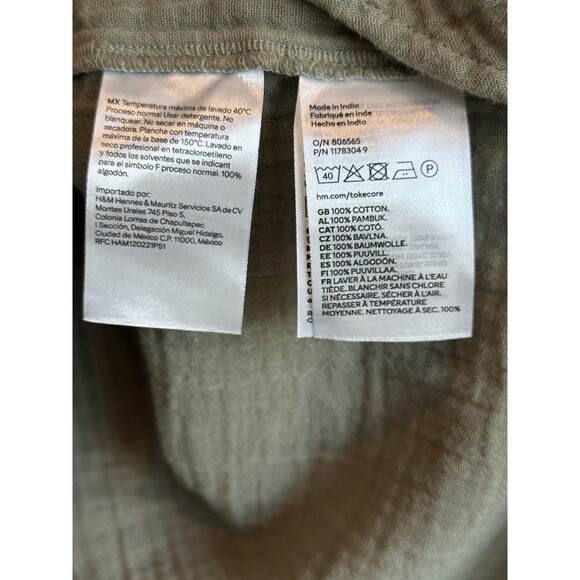 MX Temperatura máxima de lavado 40°C
Proceso normal Usar detergente. No
blanquear. No secar en máquina o
secadora. Plancha con temperatura
máxima de la base de 150°C. Lavado en
seco profesional en tetracloroetileno
y todos los solventes que se indicant
para el simbolo F proceso normal. 100%
algodón.
Importado por:
H&M Hennes & Mauritz Servicios SA de CV
Montes Urales 745 Piso 5,
Colonia Lomas de Chapultepec
I Sección, Delegación Miguel Hidalgo,
Ciudad de México C.P. 11000, México
RFC HAM120221P51
Made in India
Fabriqué en Inde
Hecho en India
O/N 806565
P/N 1178304 9
40
P
hm.com/takecare
GB 100% COTTON.
AL 100% PAMBUK.
CAT 100% COTÓ.
CZ 100% BAVLNA.
DE 100% BAUMWOLLE.
EE 100% PUUVILL.
ES 100% ALGODÓN.
FI 100% PUUVILLAA.
FR LAVER À LA MACHINE À L'EAU
TIÈDE. BLANCHIR SANS CHLORE
SI NÉCESSAIRE. SÉCHER À L'AIR.
REPASSER À TEMPÉRATURE
MOYENNE. NETTOYAGE À SEC. 100%